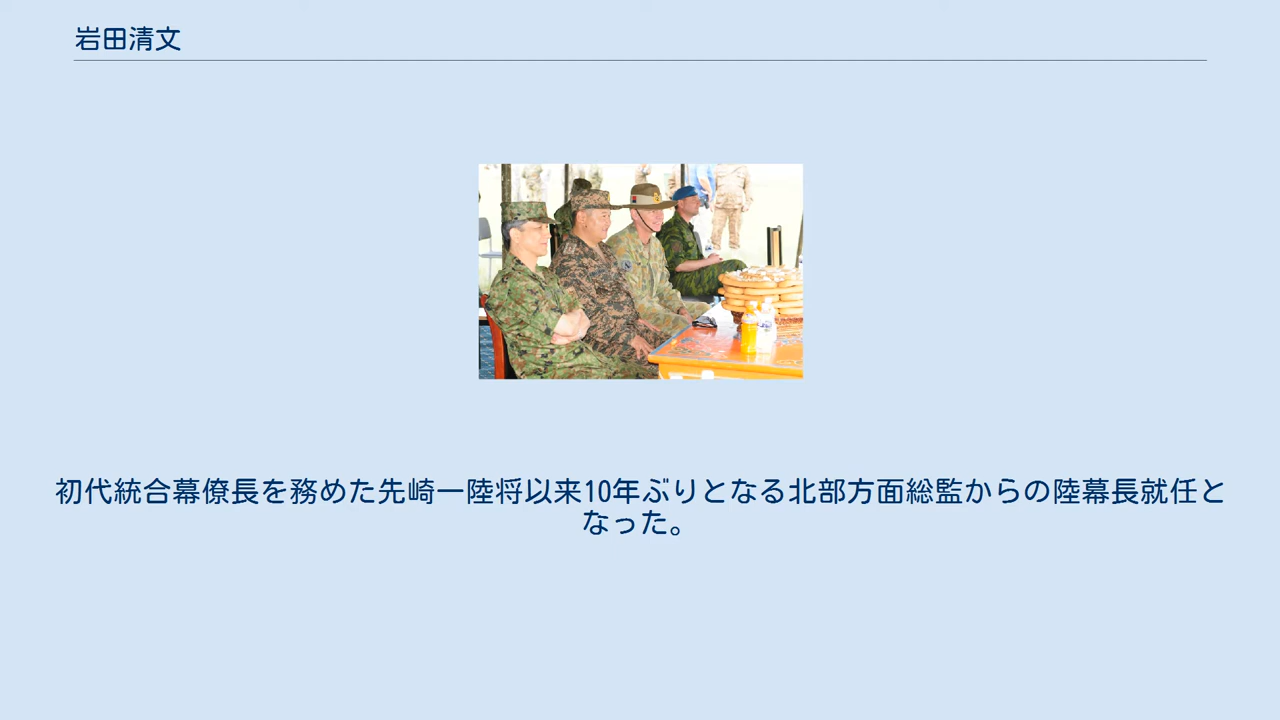 岩田清文
初代統合幕僚長を務めた先崎一陸将以来10年ぶりとなる北部方面総監からの陸幕長就任と
なった。